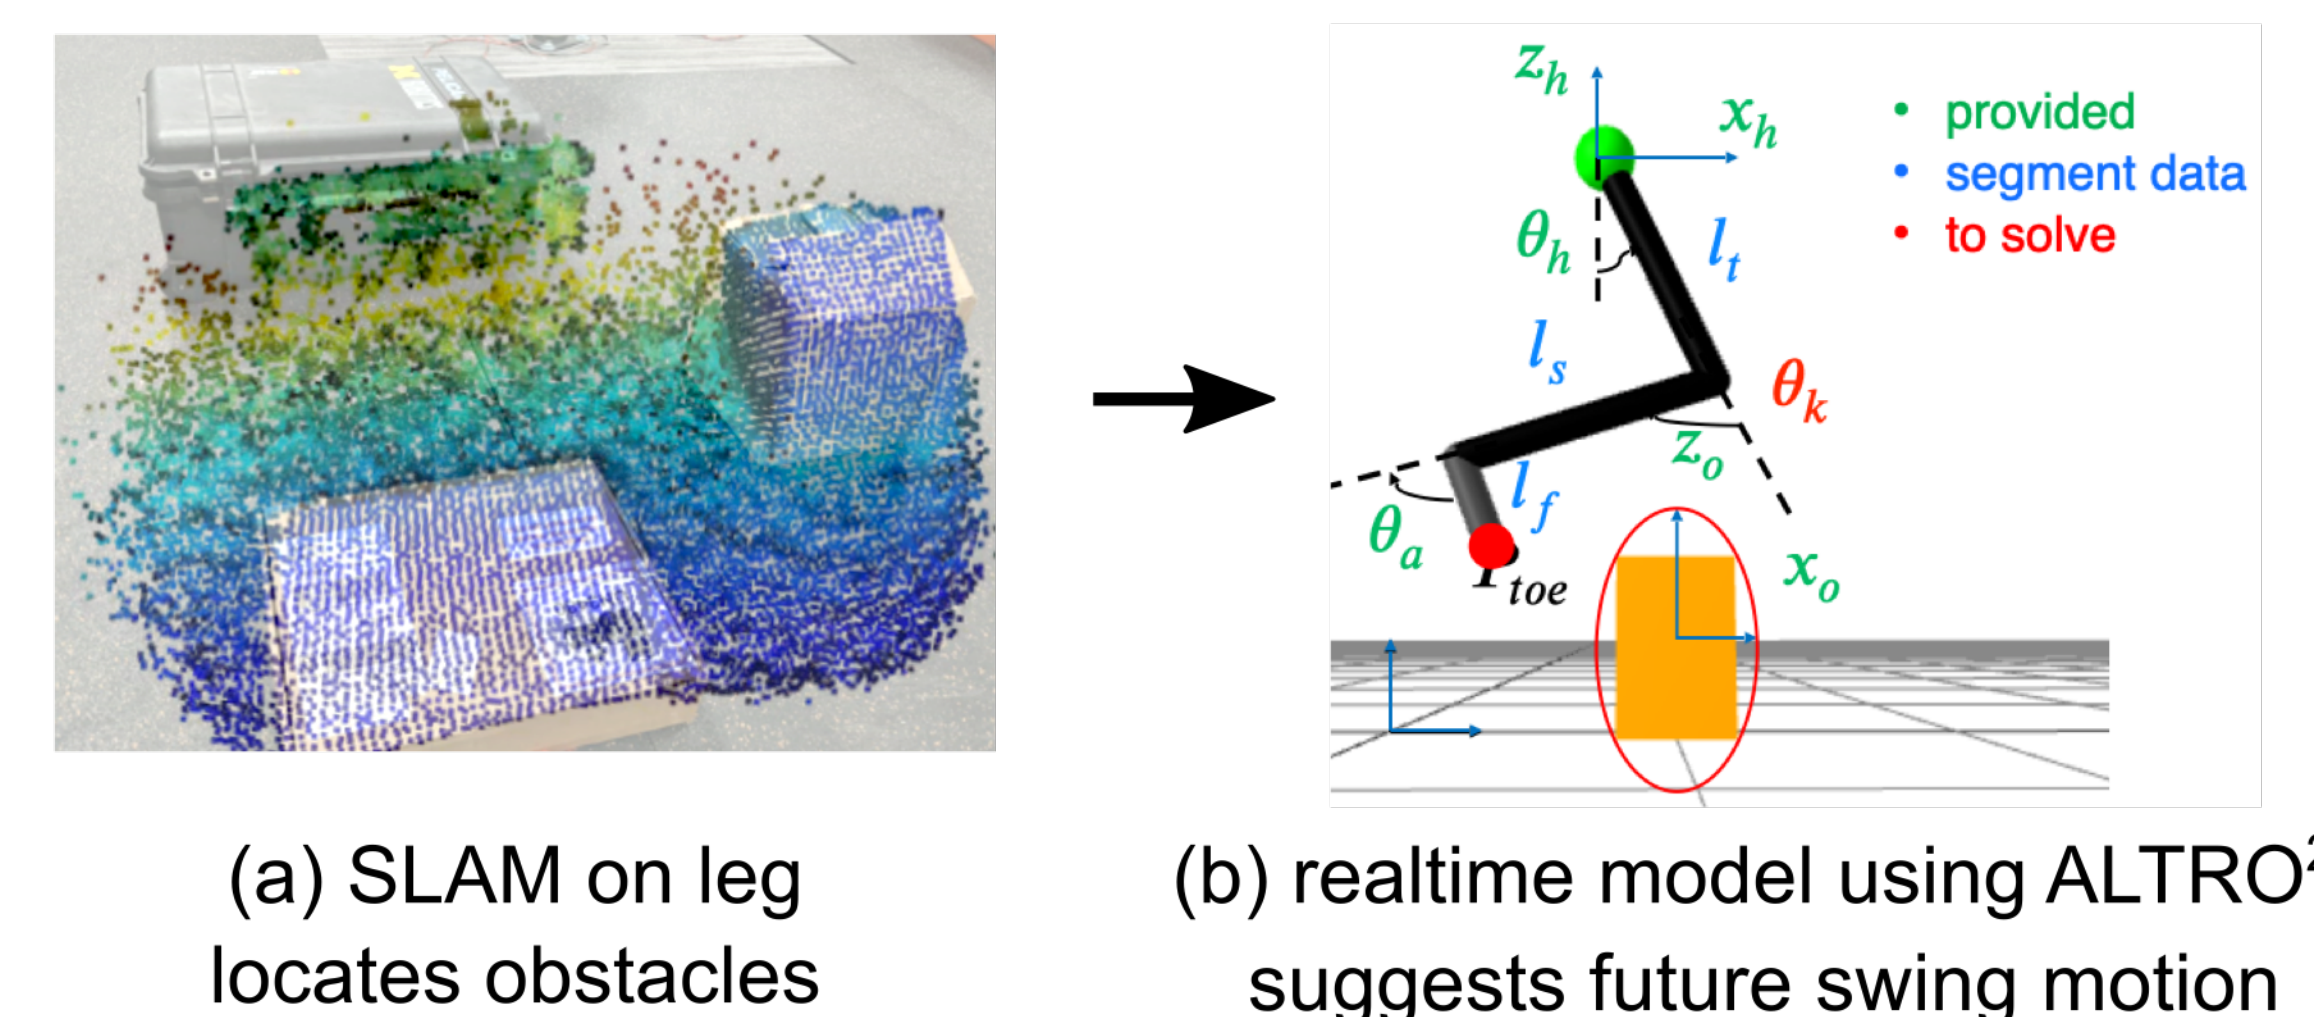 z_h
x_h
• provided
• segment data
• to solve
θ_h
l_t
l_s
θ_k
z_o
l_f
θ_a
x_o
toe
(a) SLAM on leg
locates obstacles
(b) realtime model using ALTRO²
suggests future swing motion